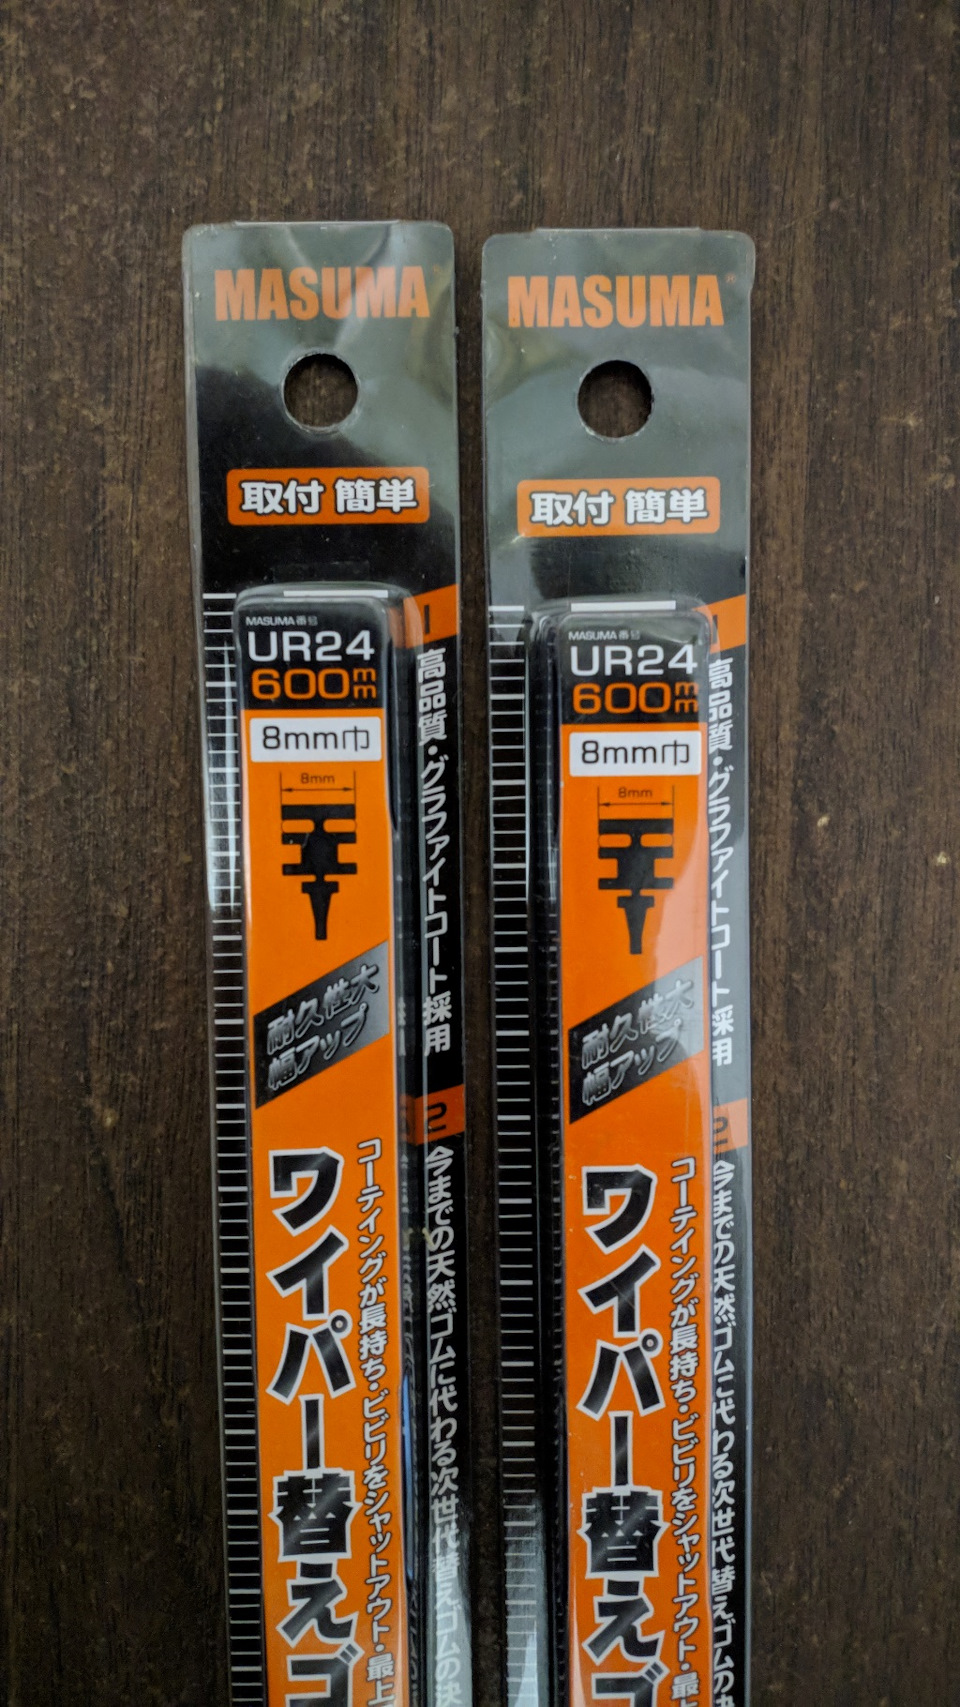 MASUMA
取付 簡単
MASUMA番号
UR24
600mm
8mm巾
8mm
耐久性大
幅アップ
ワイパー替えゴ
コーティングが長持ち・ビビリをシャットアウト・最上
1
高品質・グラファイトコート採用
2
今までの天然ゴムに代わる次世代替えゴムの決
MASUMA®
取付 簡単
MASUMA番号
UR24
600mm
8mm巾
8mm
耐久性大
幅アップ
ワイパー替えゴ
コーティングが長持ち・ビビリをシャットアウト・最上
1
高品質・グラファイトコート採用
2
今までの天然ゴムに代わる次世代替えゴムの決